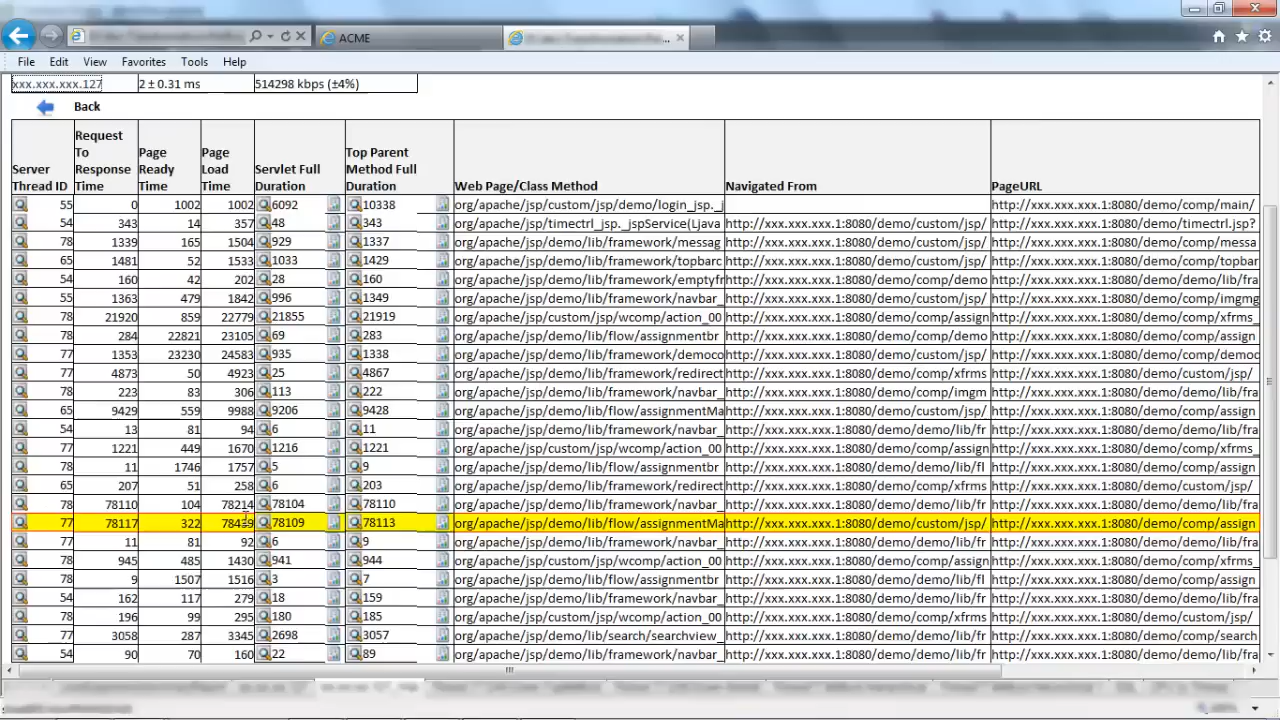 ACME
File Edit View Favorites Tools Help
xxx.xxx.xxx.127 2 ± 0.31 ms 514298 kbps (±4%)
Back
Server Thread ID Request To Response Time Page Ready Time Page Load Time Servlet Full Duration Top Parent Method Full Duration Web Page/Class Method Navigated From PageURL
55 0 1002 1002 6092 10338 org/apache/jsp/custom/jsp/demo/login_jsp._j http://xxx.xxx.xxx.1:8080/demo/comp/main/
54 343 14 357 48 343 org/apache/jsp/timectrl_jsp._jspService(Ljava http://xxx.xxx.xxx.1:8080/demo/custom/jsp/ http://xxx.xxx.xxx.1:8080/demo/timectrl.jsp?
78 1339 165 1504 929 1337 org/apache/jsp/demo/lib/framework/messag http://xxx.xxx.xxx.1:8080/demo/custom/jsp/ http://xxx.xxx.xxx.1:8080/demo/comp/messa
65 1481 52 1533 1033 1429 org/apache/jsp/demo/lib/framework/topbarc http://xxx.xxx.xxx.1:8080/demo/custom/jsp/ http://xxx.xxx.xxx.1:8080/demo/comp/topbar
54 160 42 202 28 160 org/apache/jsp/demo/lib/framework/emptyfr http://xxx.xxx.xxx.1:8080/demo/comp/demo http://xxx.xxx.xxx.1:8080/demo/demo/lib/fra
55 1363 479 1842 996 1349 org/apache/jsp/demo/lib/framework/navbar_ http://xxx.xxx.xxx.1:8080/demo/custom/jsp/ http://xxx.xxx.xxx.1:8080/demo/comp/imgmg
78 21920 859 22779 21855 21919 org/apache/jsp/custom/jsp/wcomp/action_00 http://xxx.xxx.xxx.1:8080/demo/comp/assign http://xxx.xxx.xxx.1:8080/demo/comp/xfrms_
78 284 22821 23105 69 283 org/apache/jsp/demo/lib/flow/assignmentbr http://xxx.xxx.xxx.1:8080/demo/comp/demo http://xxx.xxx.xxx.1:8080/demo/comp/assign
77 1353 23230 24583 935 1338 org/apache/jsp/demo/lib/framework/democo http://xxx.xxx.xxx.1:8080/demo/custom/jsp/ http://xxx.xxx.xxx.1:8080/demo/comp/democ
77 4873 50 4923 25 4867 org/apache/jsp/demo/lib/framework/redirect http://xxx.xxx.xxx.1:8080/demo/comp/xfrms http://xxx.xxx.xxx.1:8080/demo/custom/jsp/
78 223 83 306 113 222 org/apache/jsp/demo/lib/framework/navbar_ http://xxx.xxx.xxx.1:8080/demo/comp/imgm http://xxx.xxx.xxx.1:8080/demo/demo/lib/fra
65 9429 559 9988 9206 9428 org/apache/jsp/demo/lib/flow/assignmentMa http://xxx.xxx.xxx.1:8080/demo/custom/jsp/ http://xxx.xxx.xxx.1:8080/demo/comp/assign
54 13 81 94 6 11 org/apache/jsp/demo/lib/framework/navbar_ http://xxx.xxx.xxx.1:8080/demo/demo/lib/fr http://xxx.xxx.xxx.1:8080/demo/demo/lib/fra
77 1221 449 1670 1216 1221 org/apache/jsp/custom/jsp/wcomp/action_00 http://xxx.xxx.xxx.1:8080/demo/comp/assign http://xxx.xxx.xxx.1:8080/demo/comp/xfrms_
78 11 1746 1757 5 9 org/apache/jsp/demo/lib/flow/assignmentbr http://xxx.xxx.xxx.1:8080/demo/demo/lib/fl http://xxx.xxx.xxx.1:8080/demo/comp/assign
65 207 51 258 6 203 org/apache/jsp/demo/lib/framework/redirect http://xxx.xxx.xxx.1:8080/demo/comp/xfrms http://xxx.xxx.xxx.1:8080/demo/custom/jsp/
78 78110 104 78214 78104 78110 org/apache/jsp/demo/lib/framework/navbar_ http://xxx.xxx.xxx.1:8080/demo/demo/lib/fr http://xxx.xxx.xxx.1:8080/demo/demo/lib/fra
77 78117 322 78439 78109 78113 org/apache/jsp/demo/lib/flow/assignmentMa http://xxx.xxx.xxx.1:8080/demo/custom/jsp/ http://xxx.xxx.xxx.1:8080/demo/comp/assign
77 11 81 92 6 9 org/apache/jsp/demo/lib/framework/navbar_ http://xxx.xxx.xxx.1:8080/demo/demo/lib/fr http://xxx.xxx.xxx.1:8080/demo/demo/lib/fra
78 945 485 1430 941 944 org/apache/jsp/custom/jsp/wcomp/action_00 http://xxx.xxx.xxx.1:8080/demo/comp/assign http://xxx.xxx.xxx.1:8080/demo/comp/xfrms_
78 9 1507 1516 3 7 org/apache/jsp/demo/lib/flow/assignmentbr http://xxx.xxx.xxx.1:8080/demo/demo/lib/fl http://xxx.xxx.xxx.1:8080/demo/comp/assign
54 162 117 279 18 159 org/apache/jsp/demo/lib/framework/navbar_ http://xxx.xxx.xxx.1:8080/demo/demo/lib/fr http://xxx.xxx.xxx.1:8080/demo/demo/lib/fra
78 196 99 295 180 185 org/apache/jsp/custom/jsp/wcomp/action_00 http://xxx.xxx.xxx.1:8080/demo/comp/xfrms http://xxx.xxx.xxx.1:8080/demo/custom/jsp/
77 3058 287 3345 2698 3057 org/apache/jsp/demo/lib/search/searchview_ http://xxx.xxx.xxx.1:8080/demo/demo/lib/fr http://xxx.xxx.xxx.1:8080/demo/comp/search
54 90 70 160 22 89 org/apache/jsp/demo/lib/framework/navbar_ http://xxx.xxx.xxx.1:8080/demo/demo/lib/fr http://xxx.xxx.xxx.1:8080/demo/demo/lib/fra